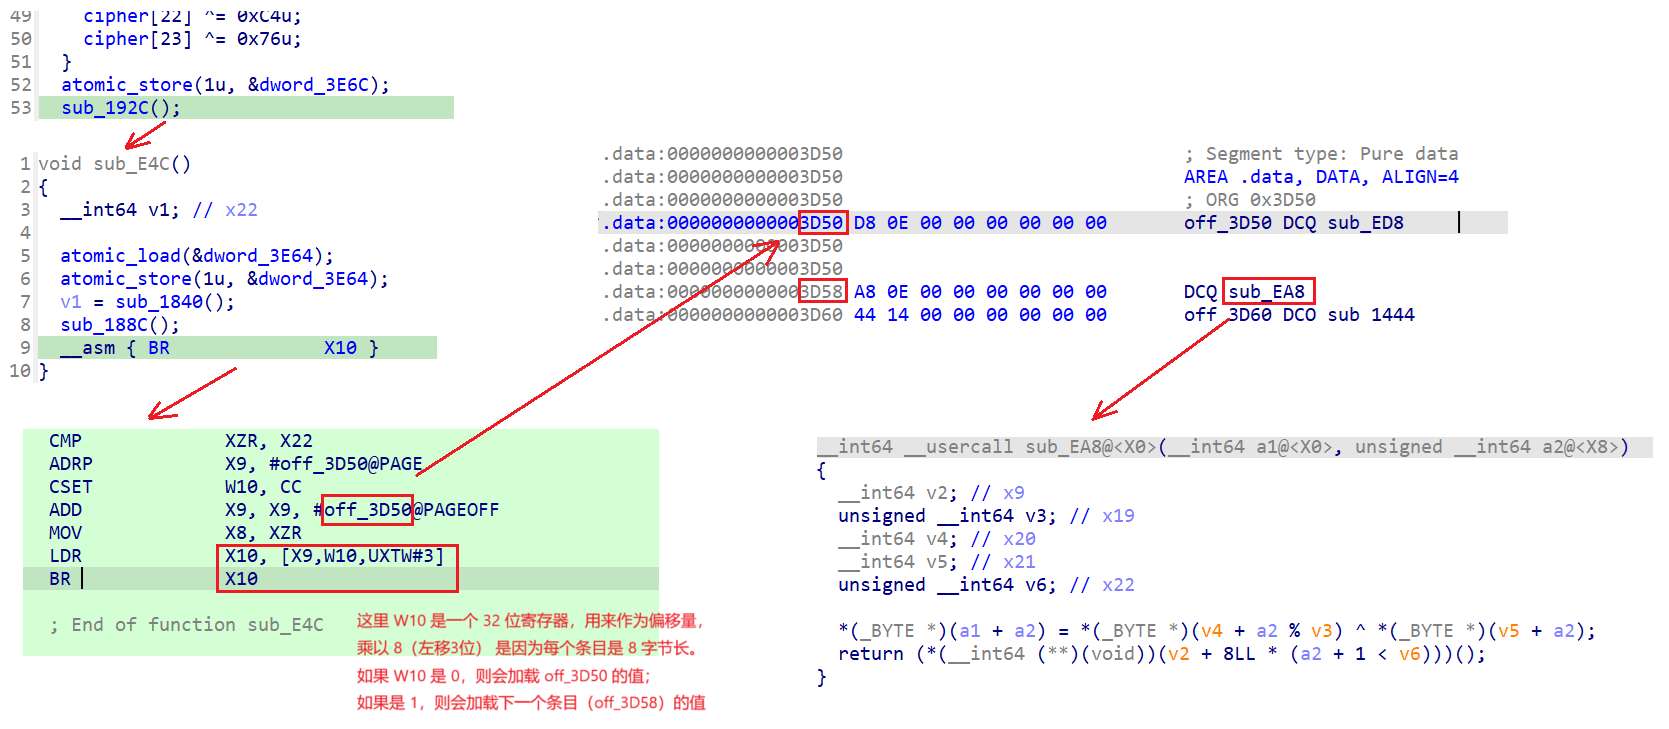 49 cipher[22] ^= 0xC4u;
50 cipher[23] ^= 0x76u;
51 }
52 atomic_store(1u, &dword_3E6C);
53 sub_192C();
1 void sub_E4C()
2 {
3 __int64 v1; // x22
4
5 atomic_load(&dword_3E64);
6 atomic_store(1u, &dword_3E64);
7 v1 = sub_1840();
8 sub_188C();
9 __asm { BR X10 }
10 }
CMP XZR, X22
ADRP X9, #off_3D50@PAGE
CSET W10, CC
ADD X9, X9, #off_3D50@PAGEOFF
MOV X8, XZR
LDR X10, [X9,W10,UXTW#3]
BR X10
; End of function sub_E4C
这里 W10 是一个 32 位寄存器，用来作为偏移量，
乘以 8（左移3位） 是因为每个条目是 8 字节长。
如果 W10 是 0，则会加载 off_3D50 的值；
如果是 1，则会加载下一个条目（off_3D58）的值
.data:0000000000003D50 ; Segment type: Pure data
.data:0000000000003D50 AREA .data, DATA, ALIGN=4
.data:0000000000003D50 ; ORG 0x3D50
.data:0000000000003D50 D8 0E 00 00 00 00 00 00 off_3D50 DCQ sub_ED8
.data:0000000000003D50
.data:0000000000003D50
.data:0000000000003D58 A8 0E 00 00 00 00 00 00 DCQ sub_EA8
.data:0000000000003D60 44 14 00 00 00 00 00 00 off_3D60 DCQ sub_1444
__int64 __usercall sub_EA8@<X0>(__int64 a1@<X0>, unsigned __int64 a2@<X8>)
{
__int64 v2; // x9
unsigned __int64 v3; // x19
__int64 v4; // x20
__int64 v5; // x21
unsigned __int64 v6; // x22
*(_BYTE *)(a1 + a2) = *(_BYTE *)(v4 + a2 % v3) ^ *(_BYTE *)(v5 + a2);
return (*(__int64 (**)(void))(v2 + 8LL * (a2 + 1 < v6)))();
}